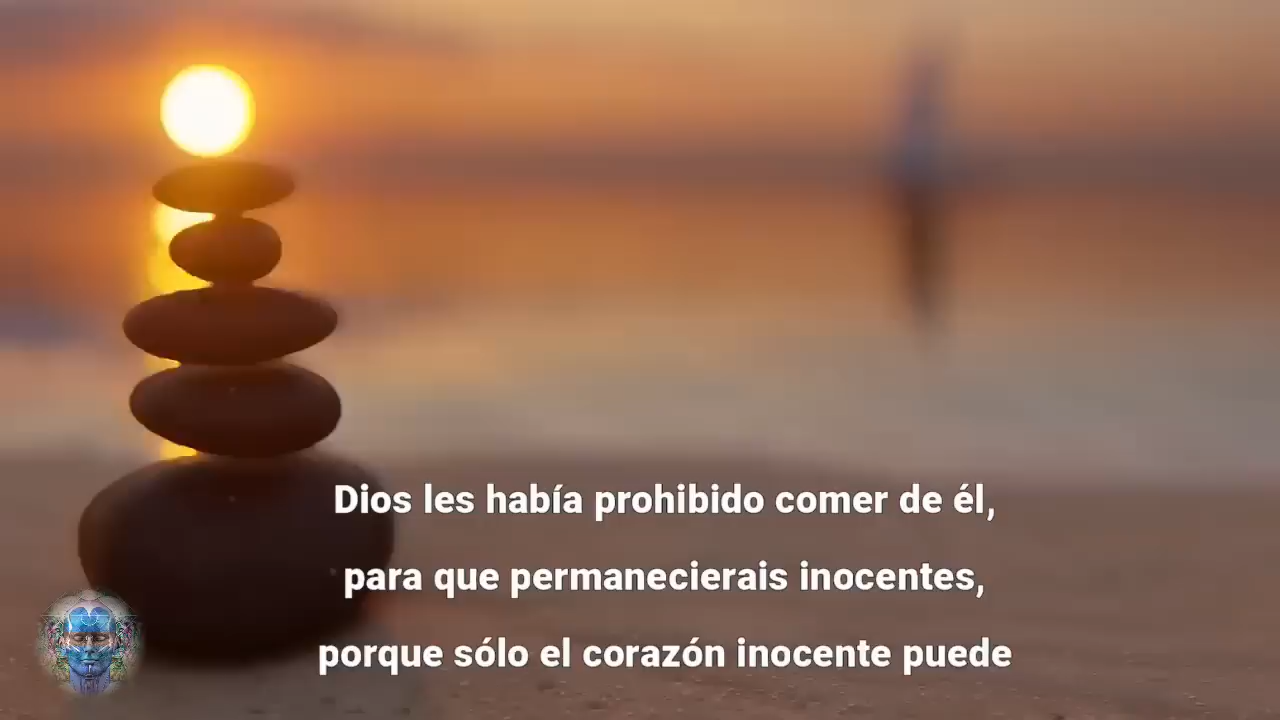 Dios les había prohibido comer de él,
para que permanecierais inocentes,
porque sólo el corazón inocente puede